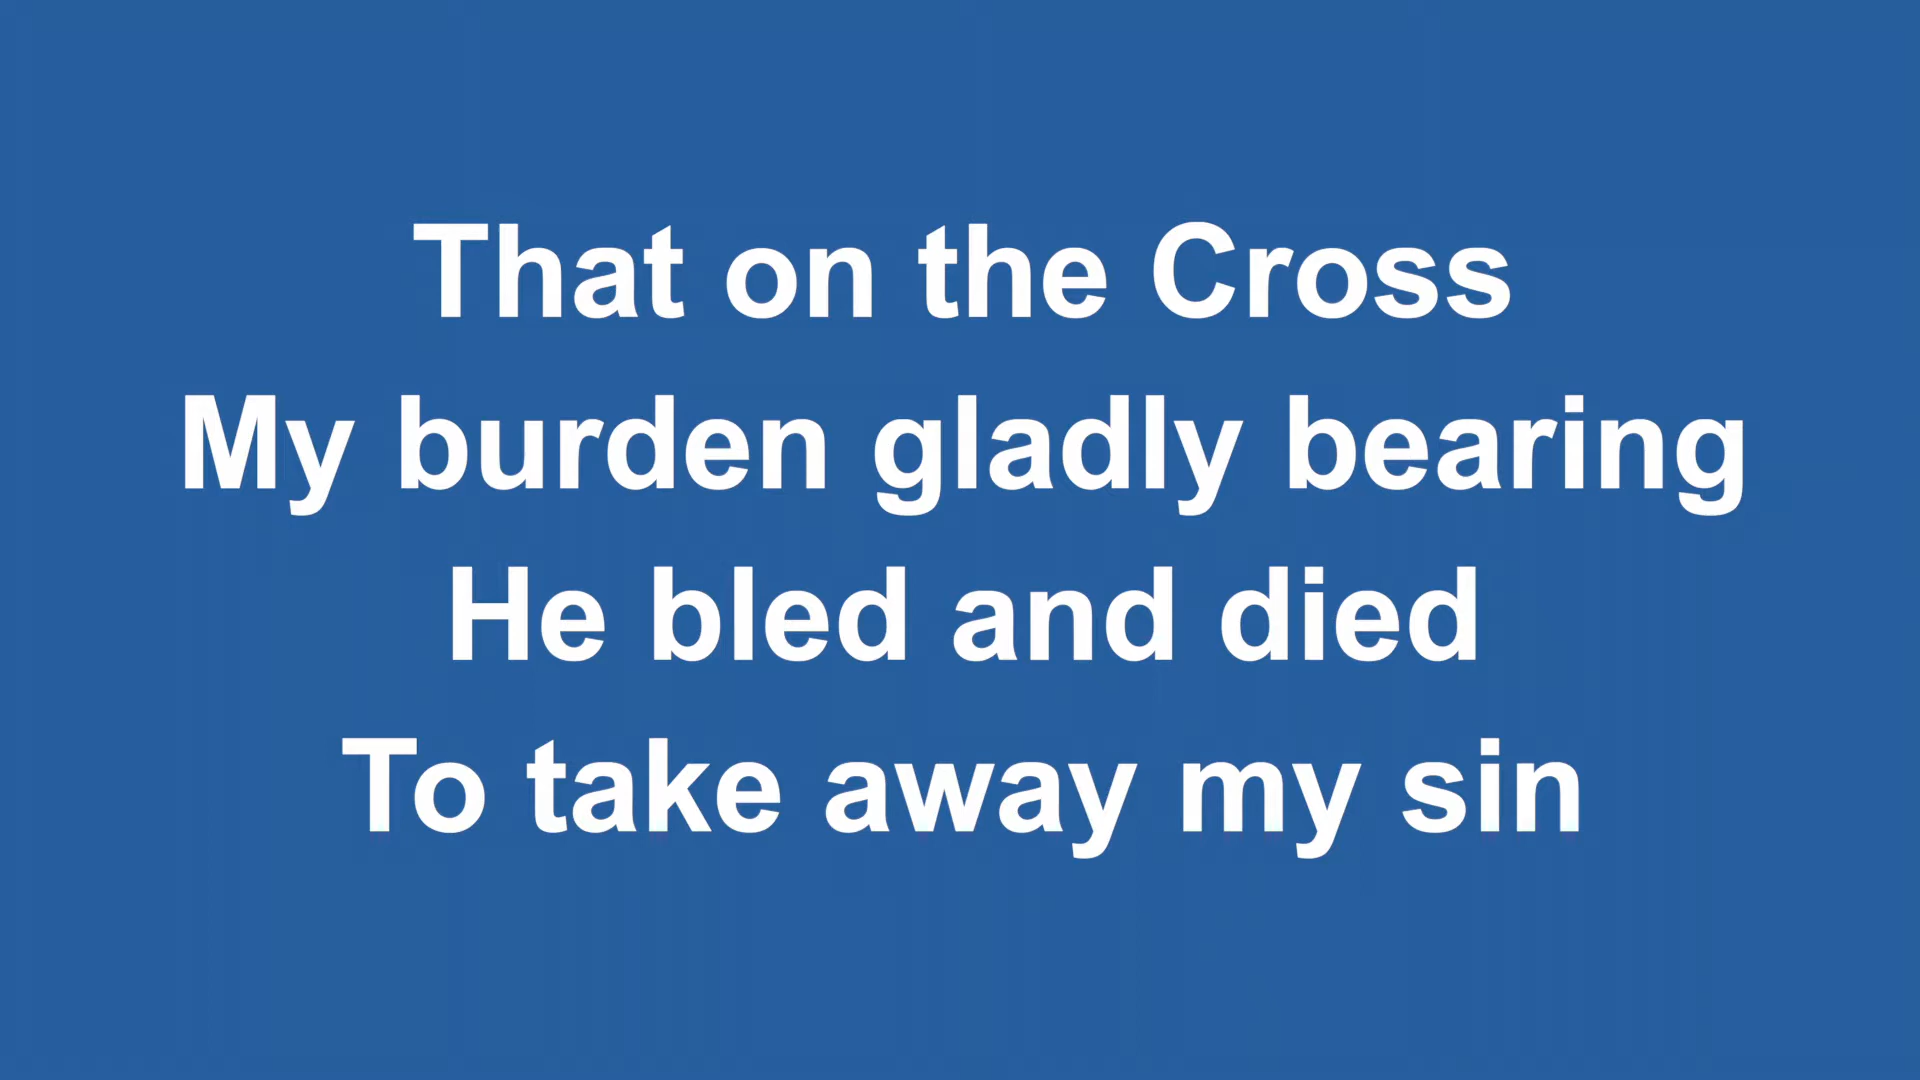 That on the Cross
My burden gladly bearing
He bled and died
To take away my sin